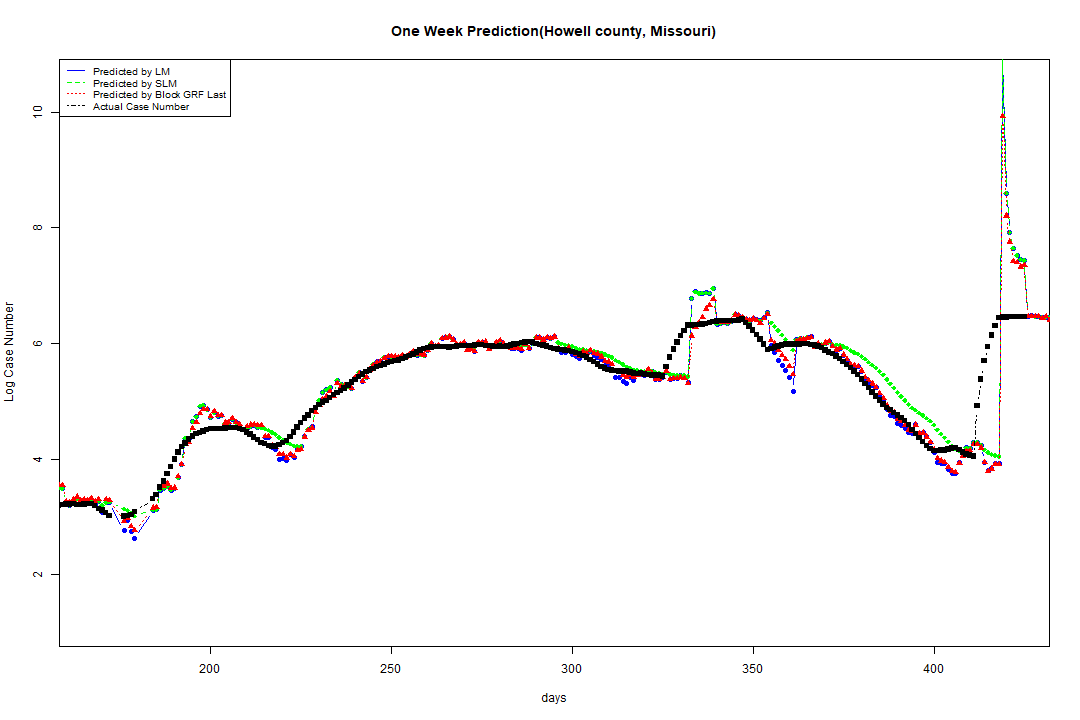 One Week Prediction(Howell county, Missouri)
Predicted by LM
Predicted by SLM
Predicted by Block GRF Last
Actual Case Number
Log Case Number
10
8
6
4
2
200 250 300 350 400
days